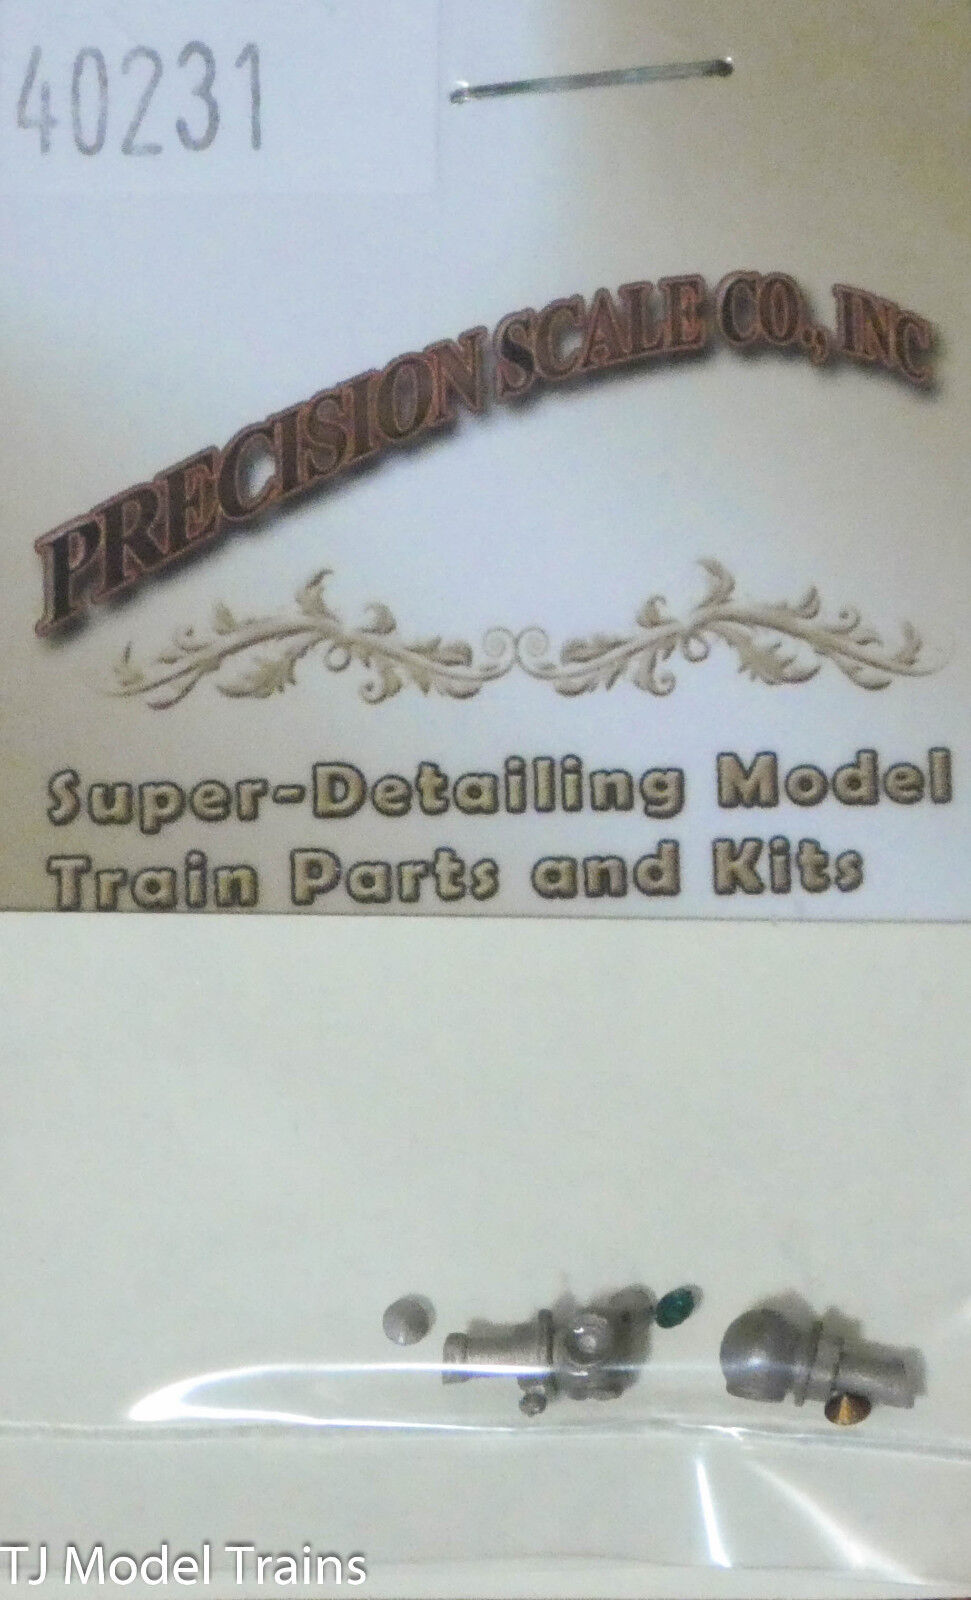 40231
PRECISION SCALE CO., INC
Super-Detailing Model
Train Parts and Kits
TJ Model Trains